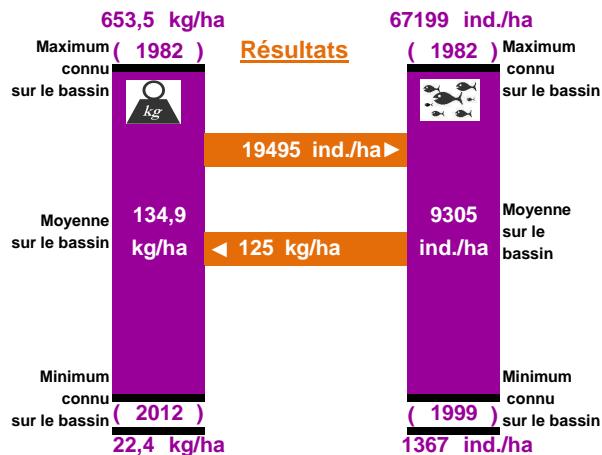 653,5 kg/ha
67199 ind./ha
Maximum
connu
sur le bassin
( 1982 )
Résultats
( 1982 )
Maximum
connu
sur le bassin
kg
19495 ind./ha►
Moyenne
sur le bassin
134,9
kg/ha
9305
ind./ha
Moyenne
sur le
bassin
◄ 125 kg/ha
Minimum
connu
sur le bassin
( 2012 )
( 1999 )
Minimum
connu
sur le bassin
22,4 kg/ha
1367 ind./ha